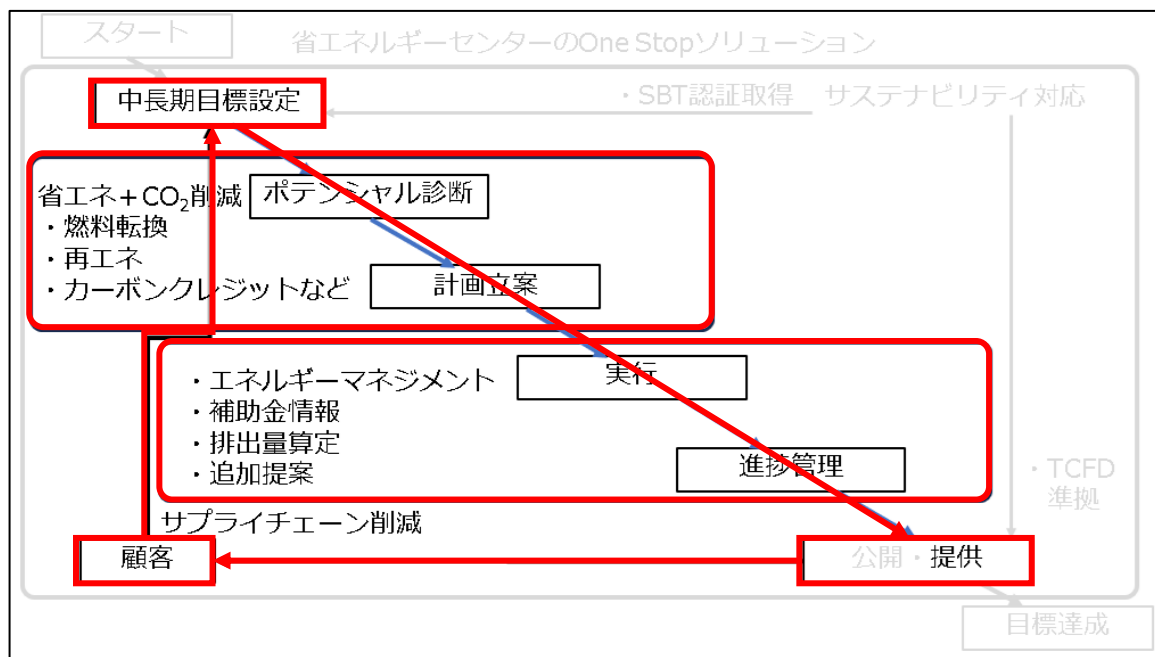 スタート
省エネルギーセンターのOne Stopソリューション
中長期目標設定
・SBT認証取得
サステナビリティ対応
省エネ＋CO₂削減
ポテンシャル診断
・燃料転換
・再エネ
・カーボンクレジットなど
計画立案
・エネルギーマネジメント
実行
・補助金情報
・排出量算定
・追加提案
進捗管理
・TCFD
準拠
サプライチェーン削減
顧客
公開・提供
目標達成